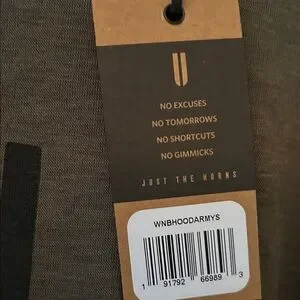 NO EXCUSES
NO TOMORROWS
NO SHORTCUTS
NO GIMMICKS
JUST THE HORNS
WNBHOODARMYS
1 91792 66989 3